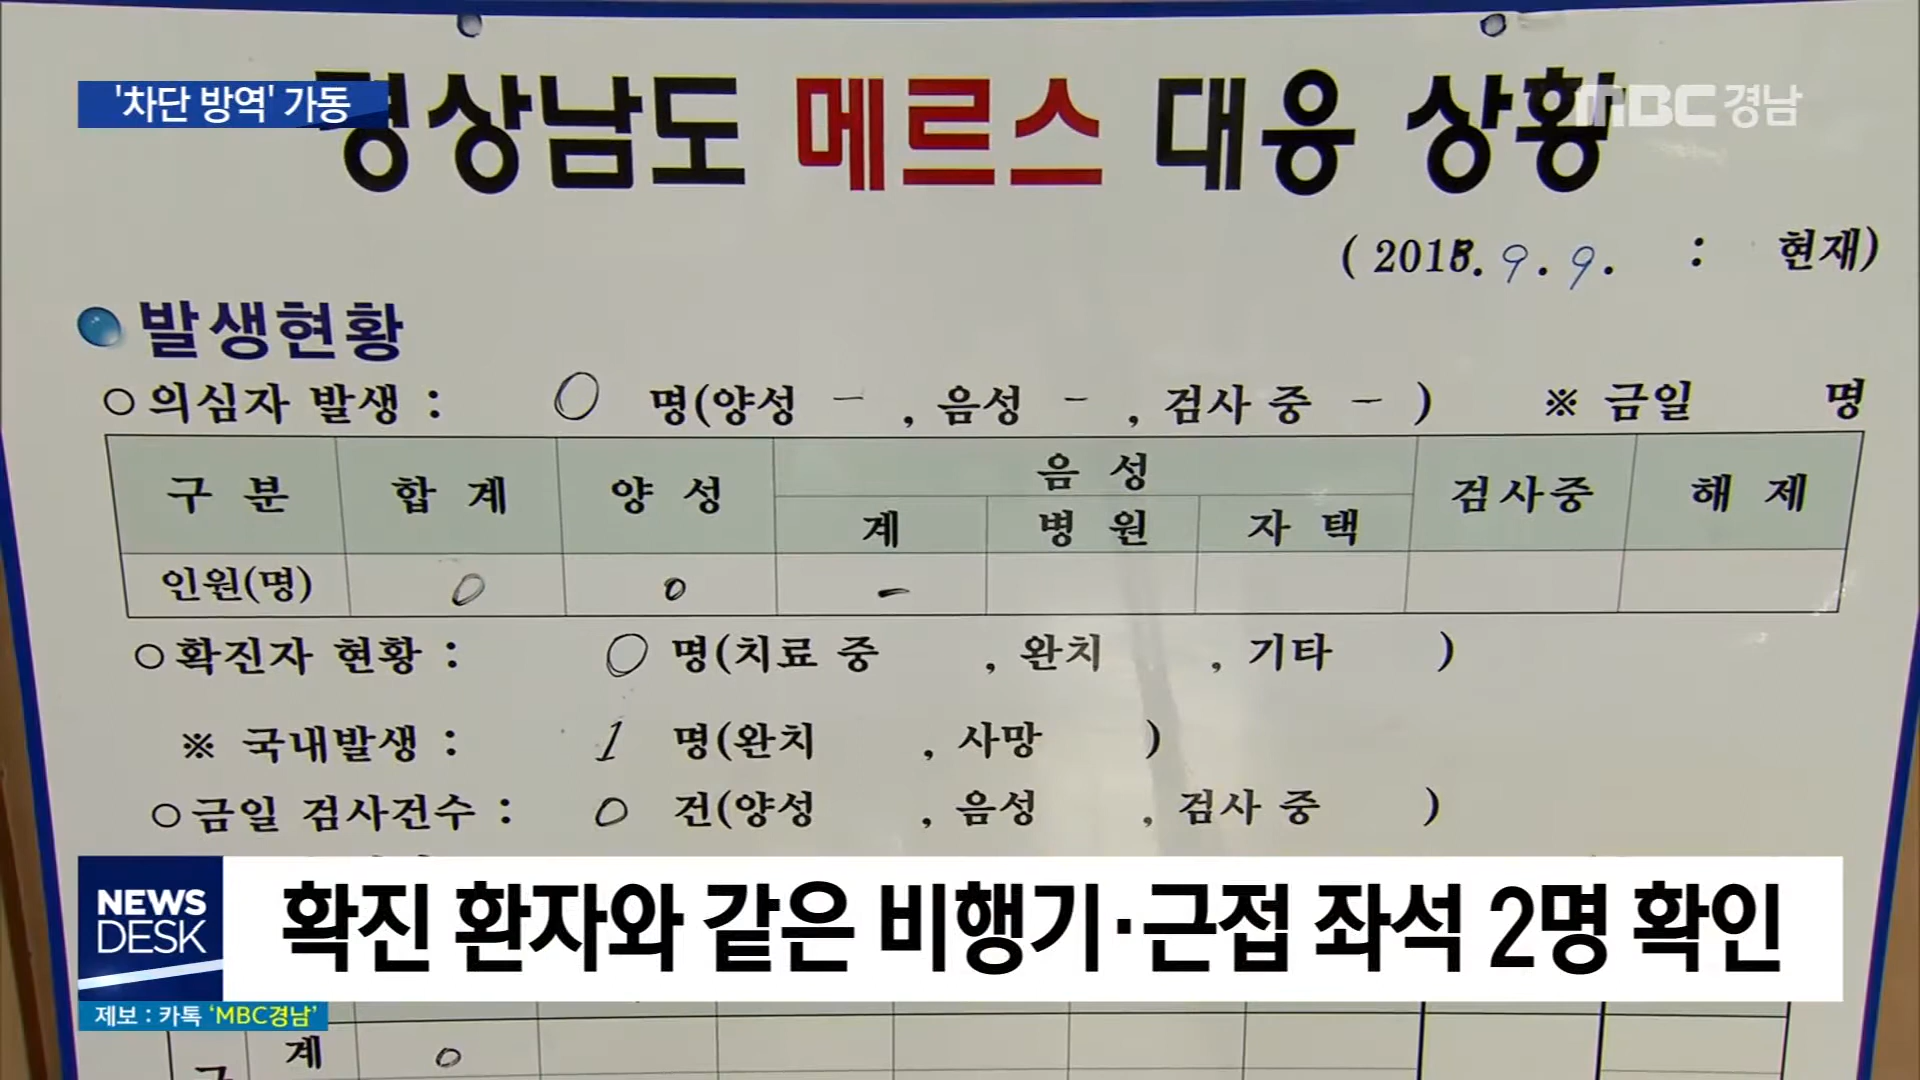 '차단 방역' 가동
경상남도 메르스 대응 상황
MBC경남
(2018. 9. 9. : 현재)
발생현황
○ 의심자 발생 : 0 명(양성 - , 음성 - , 검사 중 - ) ※ 금일 명
구 분 합 계 양 성 음 성 검사중 해 제
계 병 원 자 택
인원(명) 0 0 -
○ 확진자 현황 : 0 명(치료 중 , 완치 , 기타 )
※ 국내발생 : 1 명(완치 , 사망 )
○ 금일 검사건수 : 0 건(양성 , 음성 , 검사 중 )
NEWS DESK
확진 환자와 같은 비행기·근접 좌석 2명 확인
제보 : 카톡 'MBC경남'
계 0